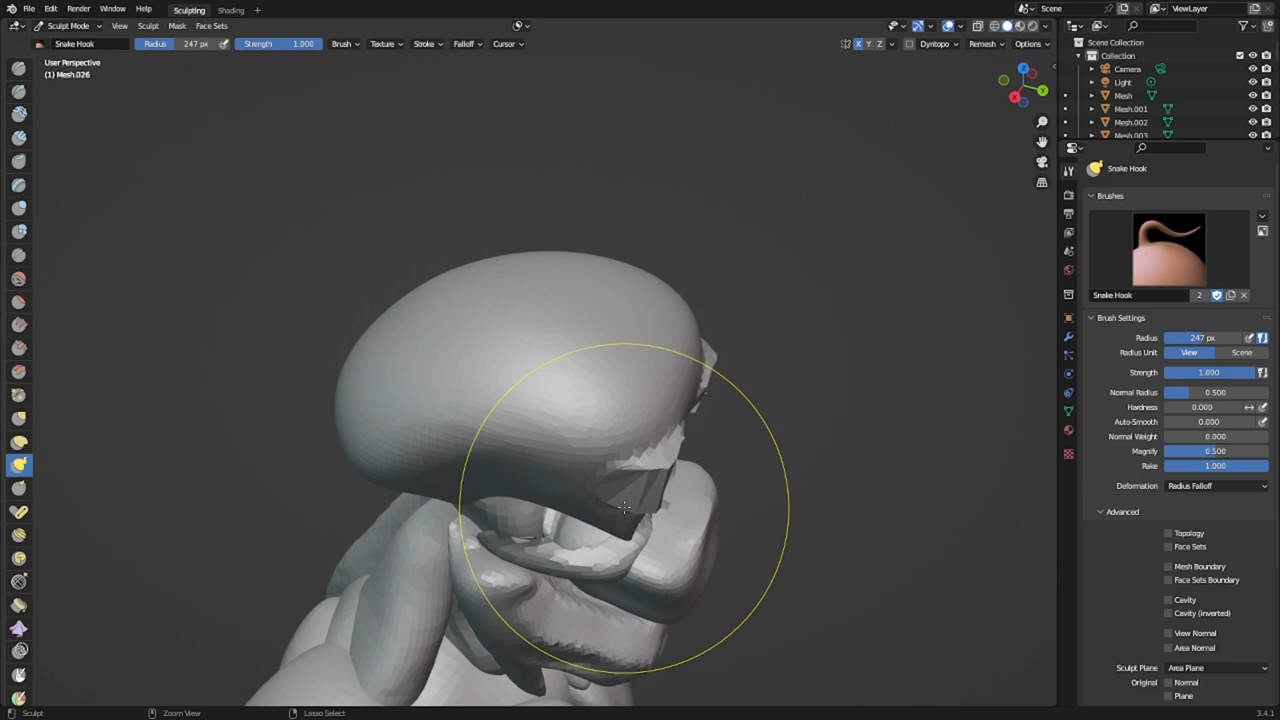 File Edit Render Window Help Sculpting Shading + Scene ViewLayer
Sculpt Mode View Sculpt Mask Face Sets
Snake Hook Radius 247 px Strength 1.000 Brush Texture Stroke Falloff Cursor X Y Z Dyntopo Remesh Options
User Perspective
(1) Mesh.026
Z
Y
X
Scene Collection
Collection
Camera
Light
Mesh
Mesh.001
Mesh.002
Mesh.003
Snake Hook
Brushes
Snake Hook 2
Brush Settings
Radius 247 px
Radius Unit View Scene
Strength 1.000
Normal Radius 0.500
Hardness 0.000
Auto-Smooth 0.000
Normal Weight 0.000
Magnify 0.500
Rake 1.000
Deformation Radius Falloff
Advanced
Topology
Face Sets
Mesh Boundary
Face Sets Boundary
Cavity
Cavity (inverted)
View Normal
Area Normal
Sculpt Plane Area Plane
Original Normal
Plane
Sculpt Zoom View Lasso Select 3.4.1